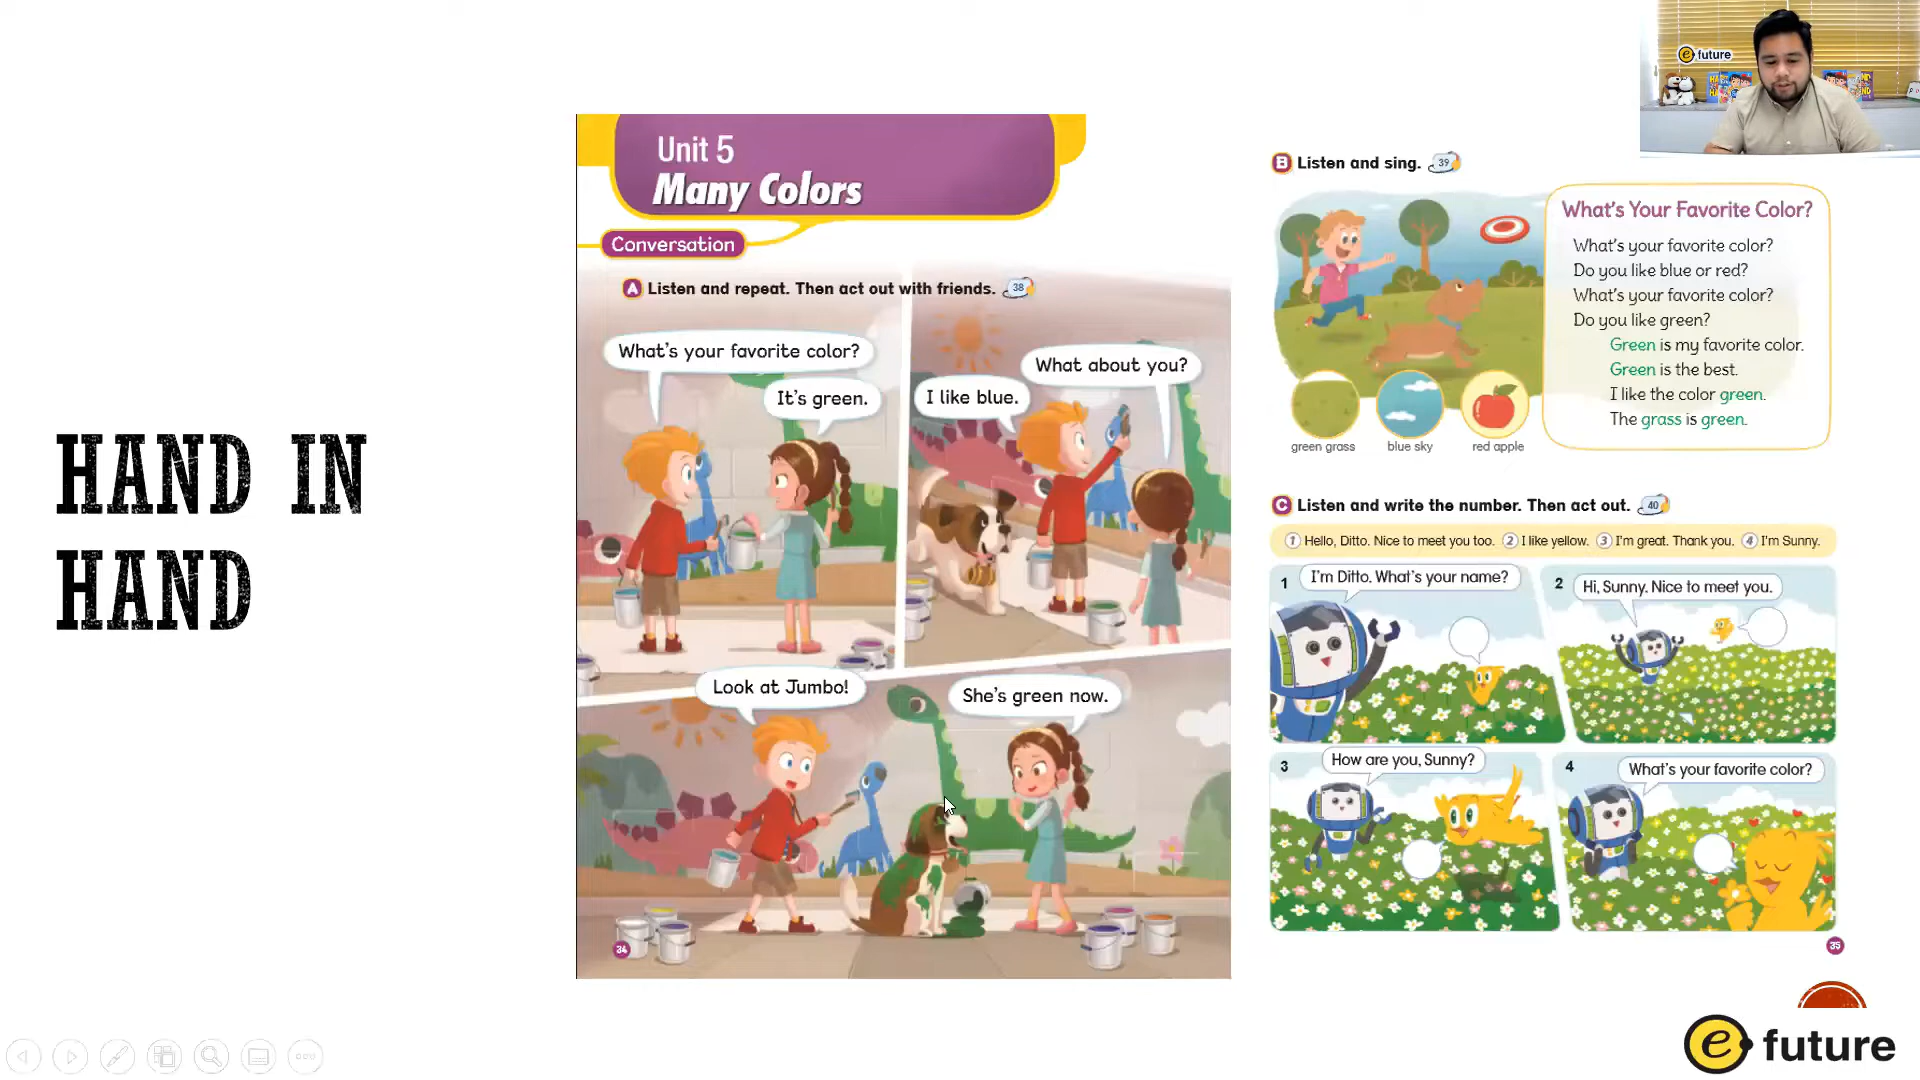 HAND IN
HAND
Unit 5
Many Colors
Conversation
A Listen and repeat. Then act out with friends. 38
What's your favorite color?
It's green.
I like blue.
What about you?
Look at Jumbo!
She's green now.
34
B Listen and sing. 39
What's Your Favorite Color?
What's your favorite color?
Do you like blue or red?
What's your favorite color?
Do you like green?
Green is my favorite color.
Green is the best.
I like the color green.
The grass is green.
green grass
blue sky
red apple
C Listen and write the number. Then act out. 40
1 Hello, Ditto. Nice to meet you too. 2 I like yellow. 3 I'm great. Thank you. 4 I'm Sunny.
1
I'm Ditto. What's your name?
2
Hi, Sunny. Nice to meet you.
3
How are you, Sunny?
4
What's your favorite color?
35
e future
e future